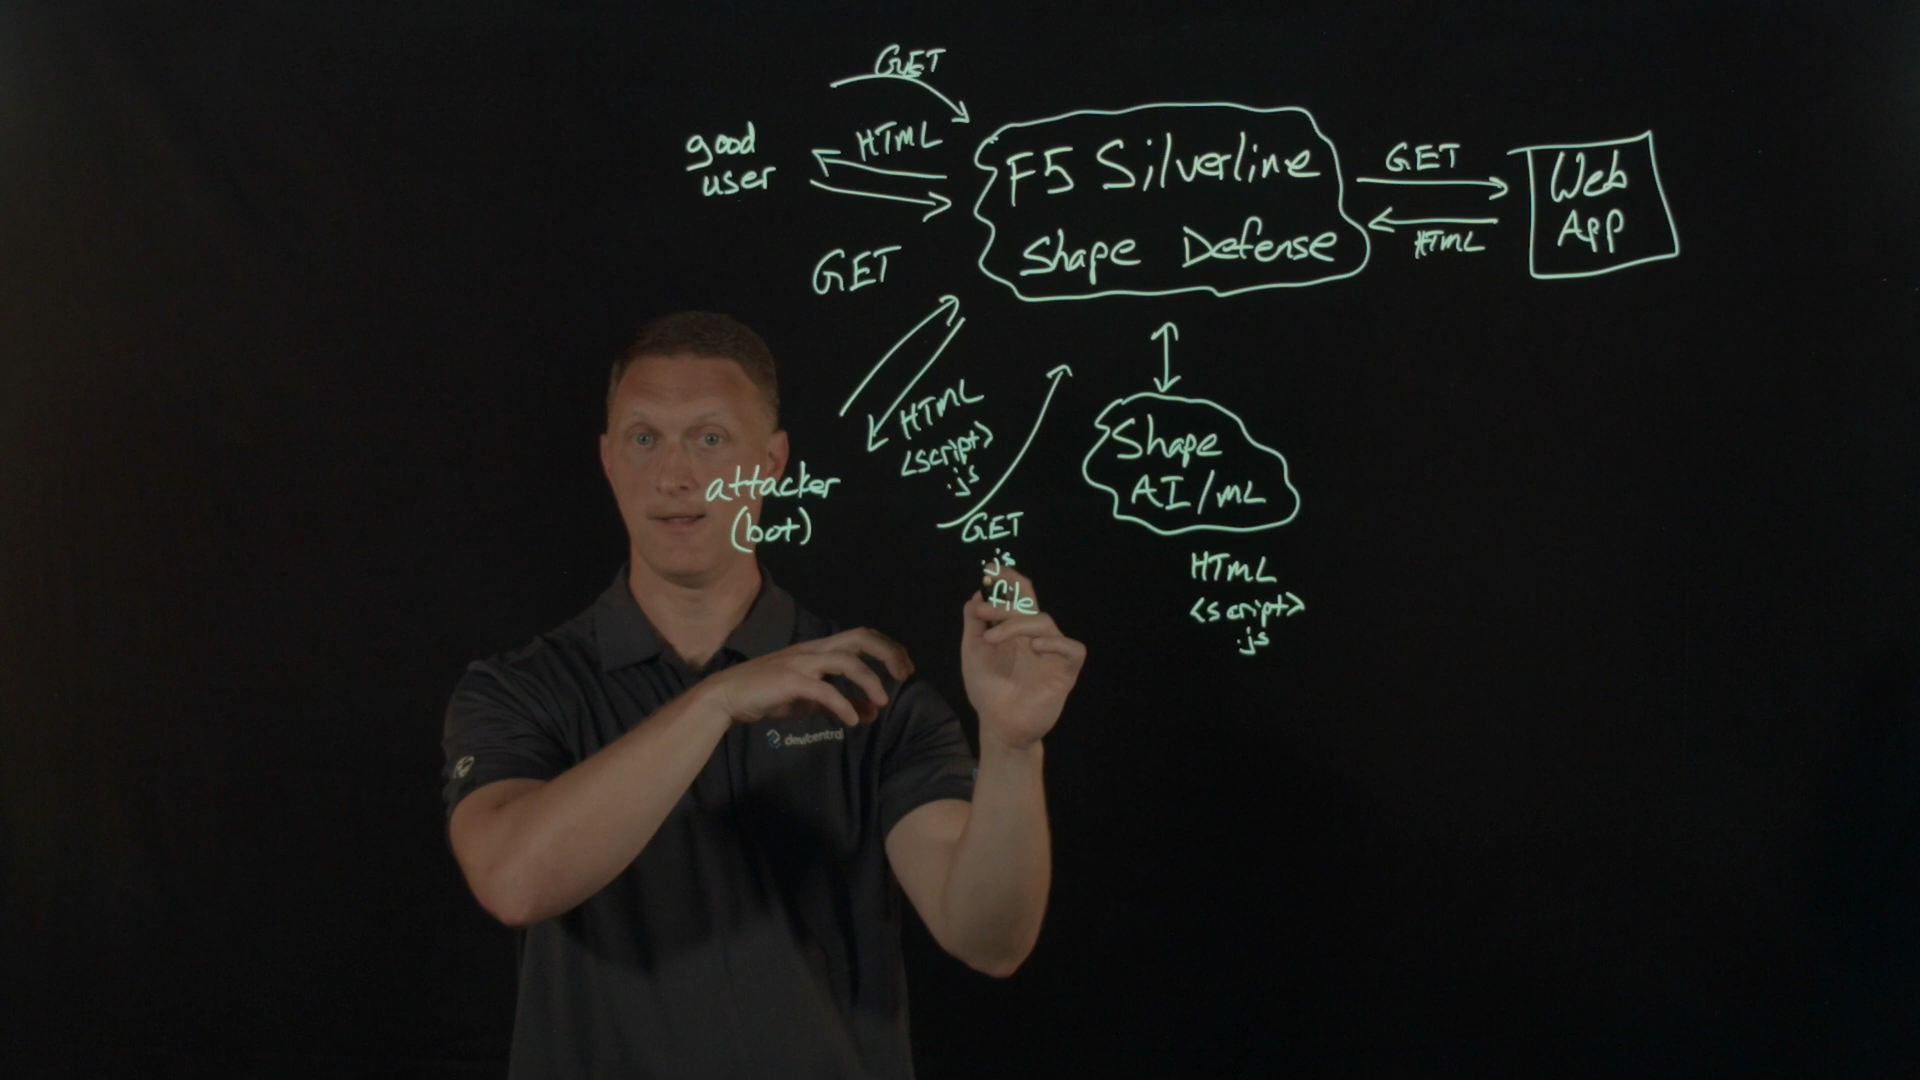 GET
good
user
HTML
F5 Silverline
Shape Defense
GET
HTML
Web
App
GET
HTML
<script>
.js
attacker
(bot)
GET
.js
file
Shape
AI/ML
HTML
<script>
.js
devcentral